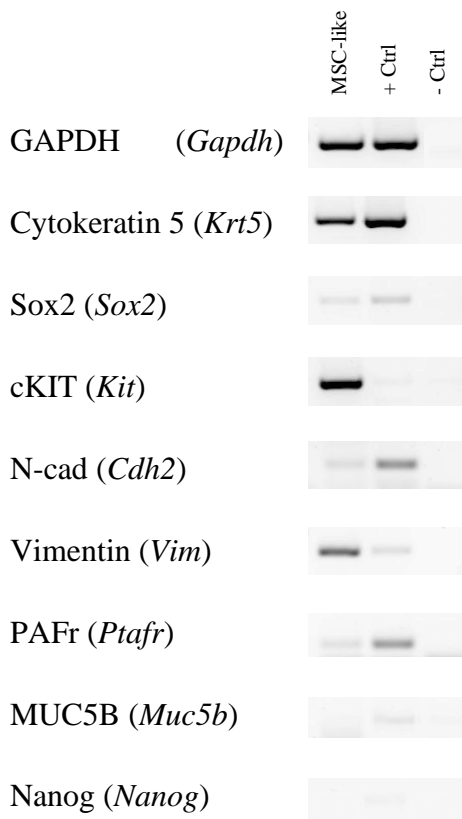 MSC-like
+ Ctrl
- Ctrl
GAPDH (Gapdh)
Cytokeratin 5 (Krt5)
Sox2 (Sox2)
cKIT (Kit)
N-cad (Cdh2)
Vimentin (Vim)
PAFr (Ptafr)
MUC5B (Muc5b)
Nanog (Nanog)